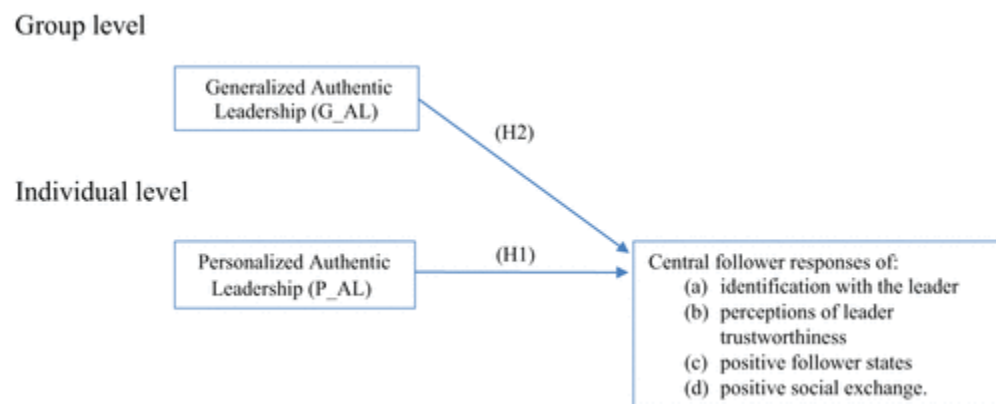 Group level
Generalized Authentic
Leadership (G_AL)
(H2)
Individual level
Personalized Authentic
Leadership (P_AL)
(H1)
Central follower responses of:
(a) identification with the leader
(b) perceptions of leader
trustworthiness
(c) positive follower states
(d) positive social exchange.